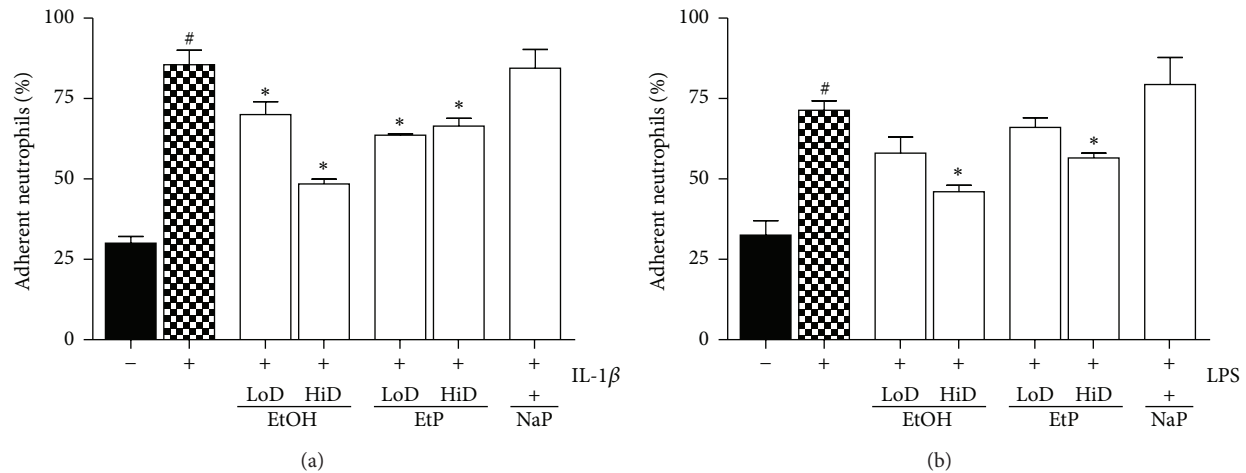 100
75
50
25
0
Adherent neutrophils (%)
#
*
*
*
*
− + + + + + + IL-1β
LoD HiD LoD HiD +
EtOH EtP NaP
(a)
100
75
50
25
0
Adherent neutrophils (%)
#
*
*
− + + + + + + LPS
LoD HiD LoD HiD +
EtOH EtP NaP
(b)